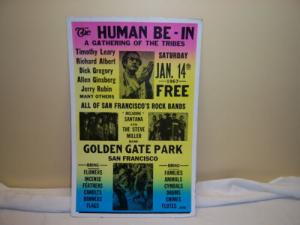 The HUMAN BE-IN
A GATHERING OF THE TRIBES
Timothy Leary
Richard Albert
Dick Gregory
Allen Ginsberg
Jerry Rubin
MANY OTHERS
SATURDAY
JAN. 14th
1967
FREE
ALL OF SAN FRANCISCO'S ROCK BANDS
INCLUDING
SANTANA
AND
THE STEVE
MILLER
BAND
GOLDEN GATE PARK
SAN FRANCISCO
BRING
FLOWERS
INCENSE
FEATHERS
CANDLES
BANNERS
FLAGS
BRING
FAMILIES
ANIMALS
CYMBALS
DRUMS
CHIMES
FLUTES